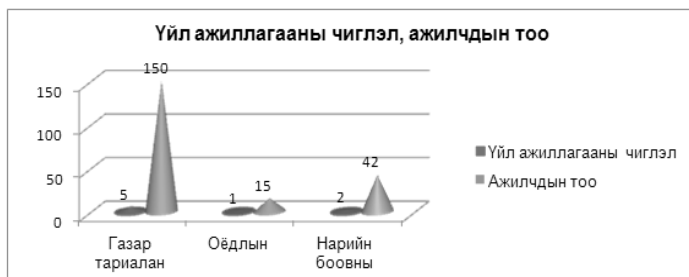 Үйл ажиллагааны чиглэл, ажилчдын тоо
150
150
100
50
0
5
1
15
2
42
Газар
тариалан
Оёдлын
Нарийн
боовны
Үйл ажиллагааны чиглэл
Ажилчдын тоо